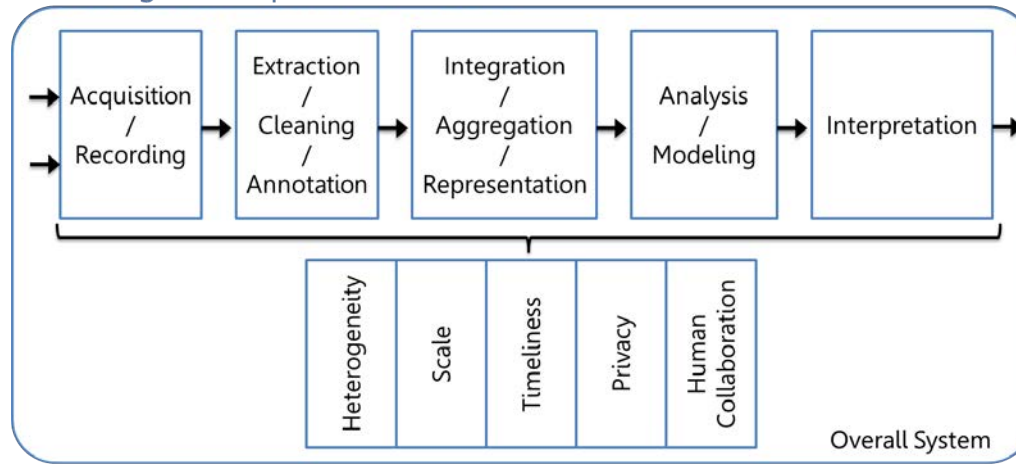 Acquisition
/
Recording
Extraction
/
Cleaning
/
Annotation
Integration
/
Aggregation
/
Representation
Analysis
/
Modeling
Interpretation
Heterogeneity
Scale
Timeliness
Privacy
Human
Collaboration
Overall System